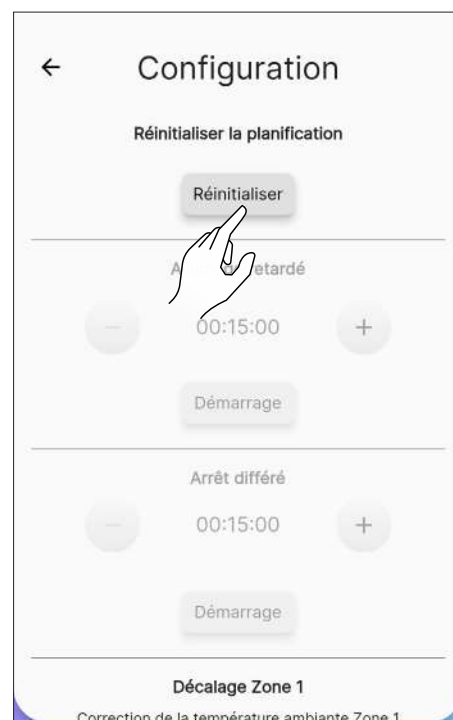 Configuration
Réinitialiser la planification
Réinitialiser
etardé
− 00:15:00 +
Démarrage
Arrêt différé
− 00:15:00 +
Démarrage
Décalage Zone 1
Correction de la température ambiante Zone 1